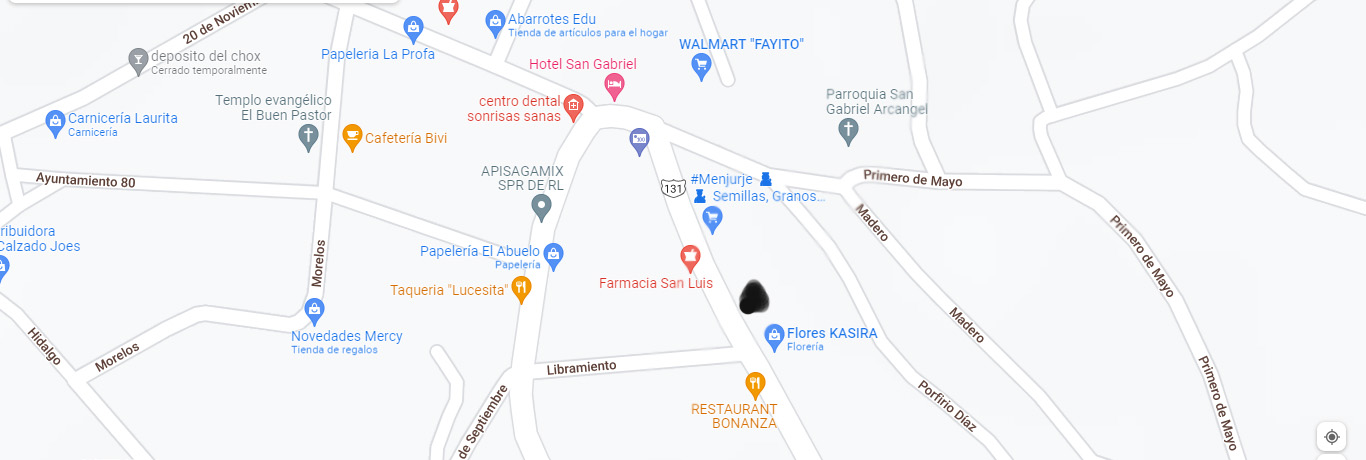 20 de Noviem
Abarrotes Edu
Tienda de artículos para el hogar
Papeleria La Profa
WALMART "FAYITO"
deposito del chox
Cerrado temporalmente
Hotel San Gabriel
Templo evangélico
El Buen Pastor
centro dental
sonrisas sanas
Parroquia San
Gabriel Arcangel
Carnicería Laurita
Carnicería
Cafetería Bivi
Ayuntamiento 80
APISAGAMIX
SPR DE RL
131
#Menjurje
Semillas, Granos...
Primero de Mayo
Madero
Primero de Mayo
ribuidora
Calzado Joes
Morelos
Papelería El Abuelo
Papelería
Taqueria "Lucesita"
Farmacia San Luis
Novedades Mercy
Tienda de regalos
Flores KASIRA
Florería
Madero
Hidalgo
Morelos
Libramiento
de Septiembre
RESTAURANT
BONANZA
Porfirio Díaz
Primero de Mayo